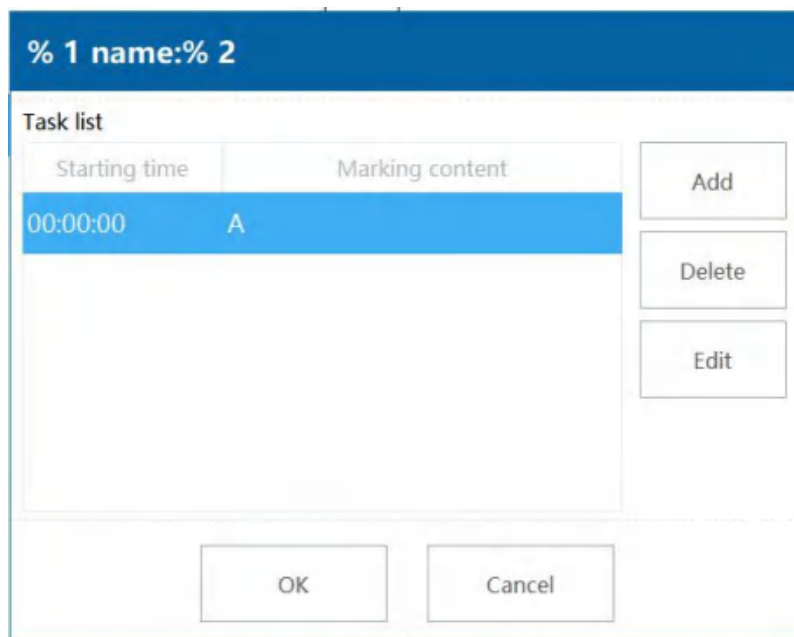 % 1 name:% 2
Task list
Starting time Marking content
00:00:00 A
Add
Delete
Edit
OK Cancel